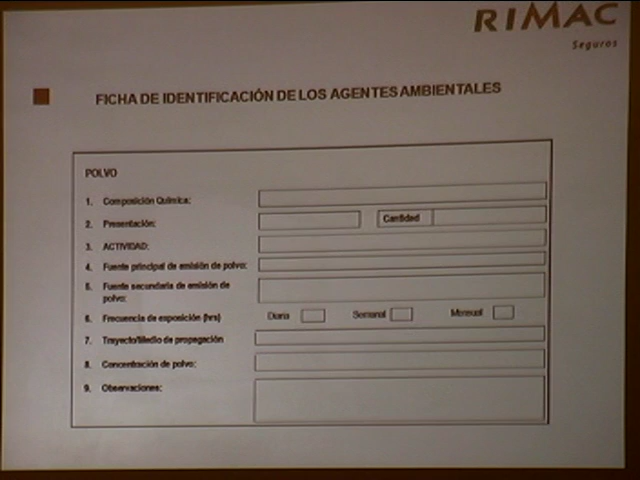 RIMAC
Seguros
FICHA DE IDENTIFICACIÓN DE LOS AGENTES AMBIENTALES
POLVO
1. Composición Química:
2. Presentación: Cantidad
3. ACTIVIDAD:
4. Fuente principal de emisión de polvo:
5. Fuente secundaria de emisión de
polvo:
6. Frecuencia de exposición (hrs) Diaria Semanal Mensual
7. Trayecto/Medio de propagación
8. Concentración de polvo:
9. Observaciones: